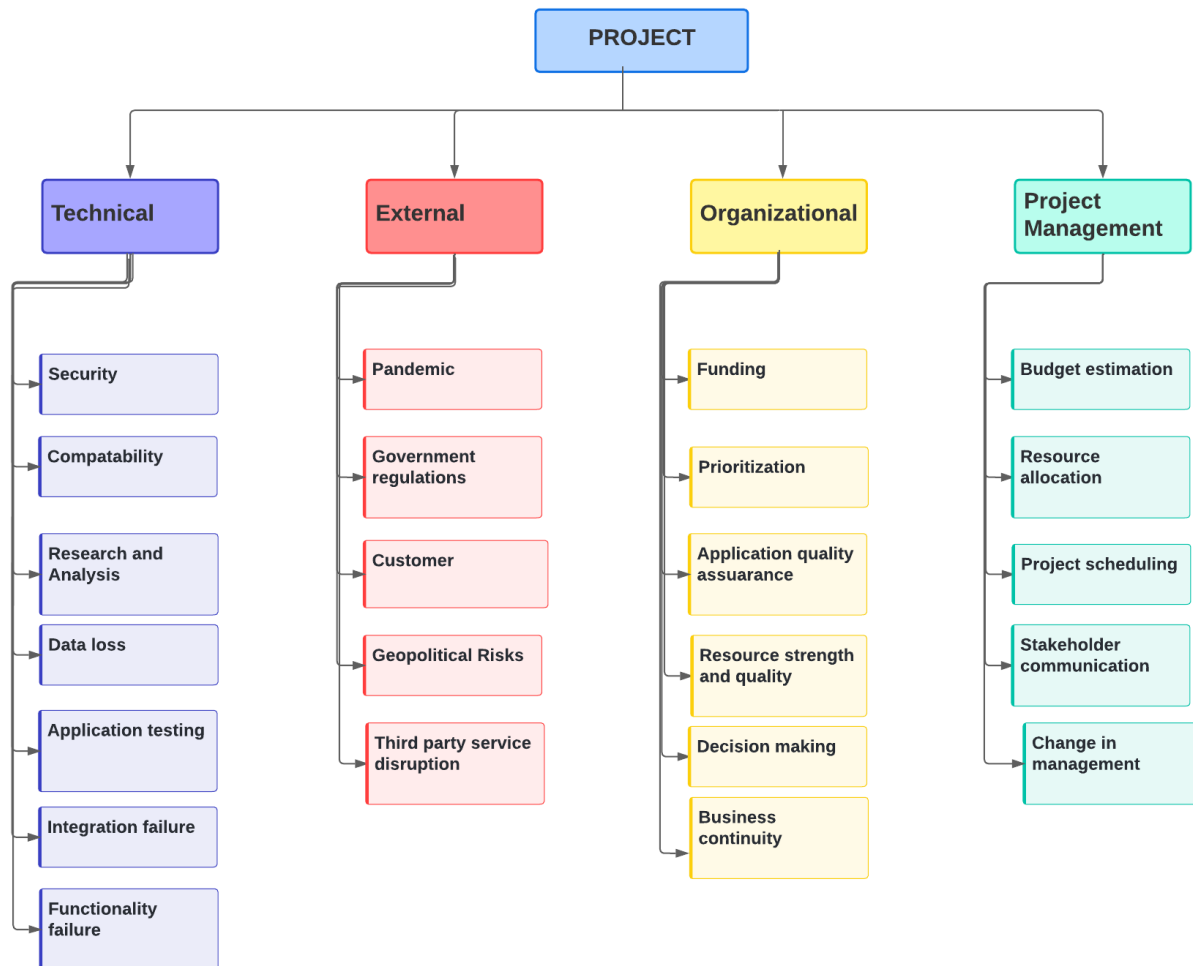 PROJECT
Technical
External
Organizational
Project
Management
Security
Compatability
Research and
Analysis
Data loss
Application testing
Integration failure
Functionality
failure
Pandemic
Government
regulations
Customer
Geopolitical Risks
Third party service
disruption
Funding
Prioritization
Application quality
assuarance
Resource strength
and quality
Decision making
Business
continuity
Budget estimation
Resource
allocation
Project scheduling
Stakeholder
communication
Change in
management